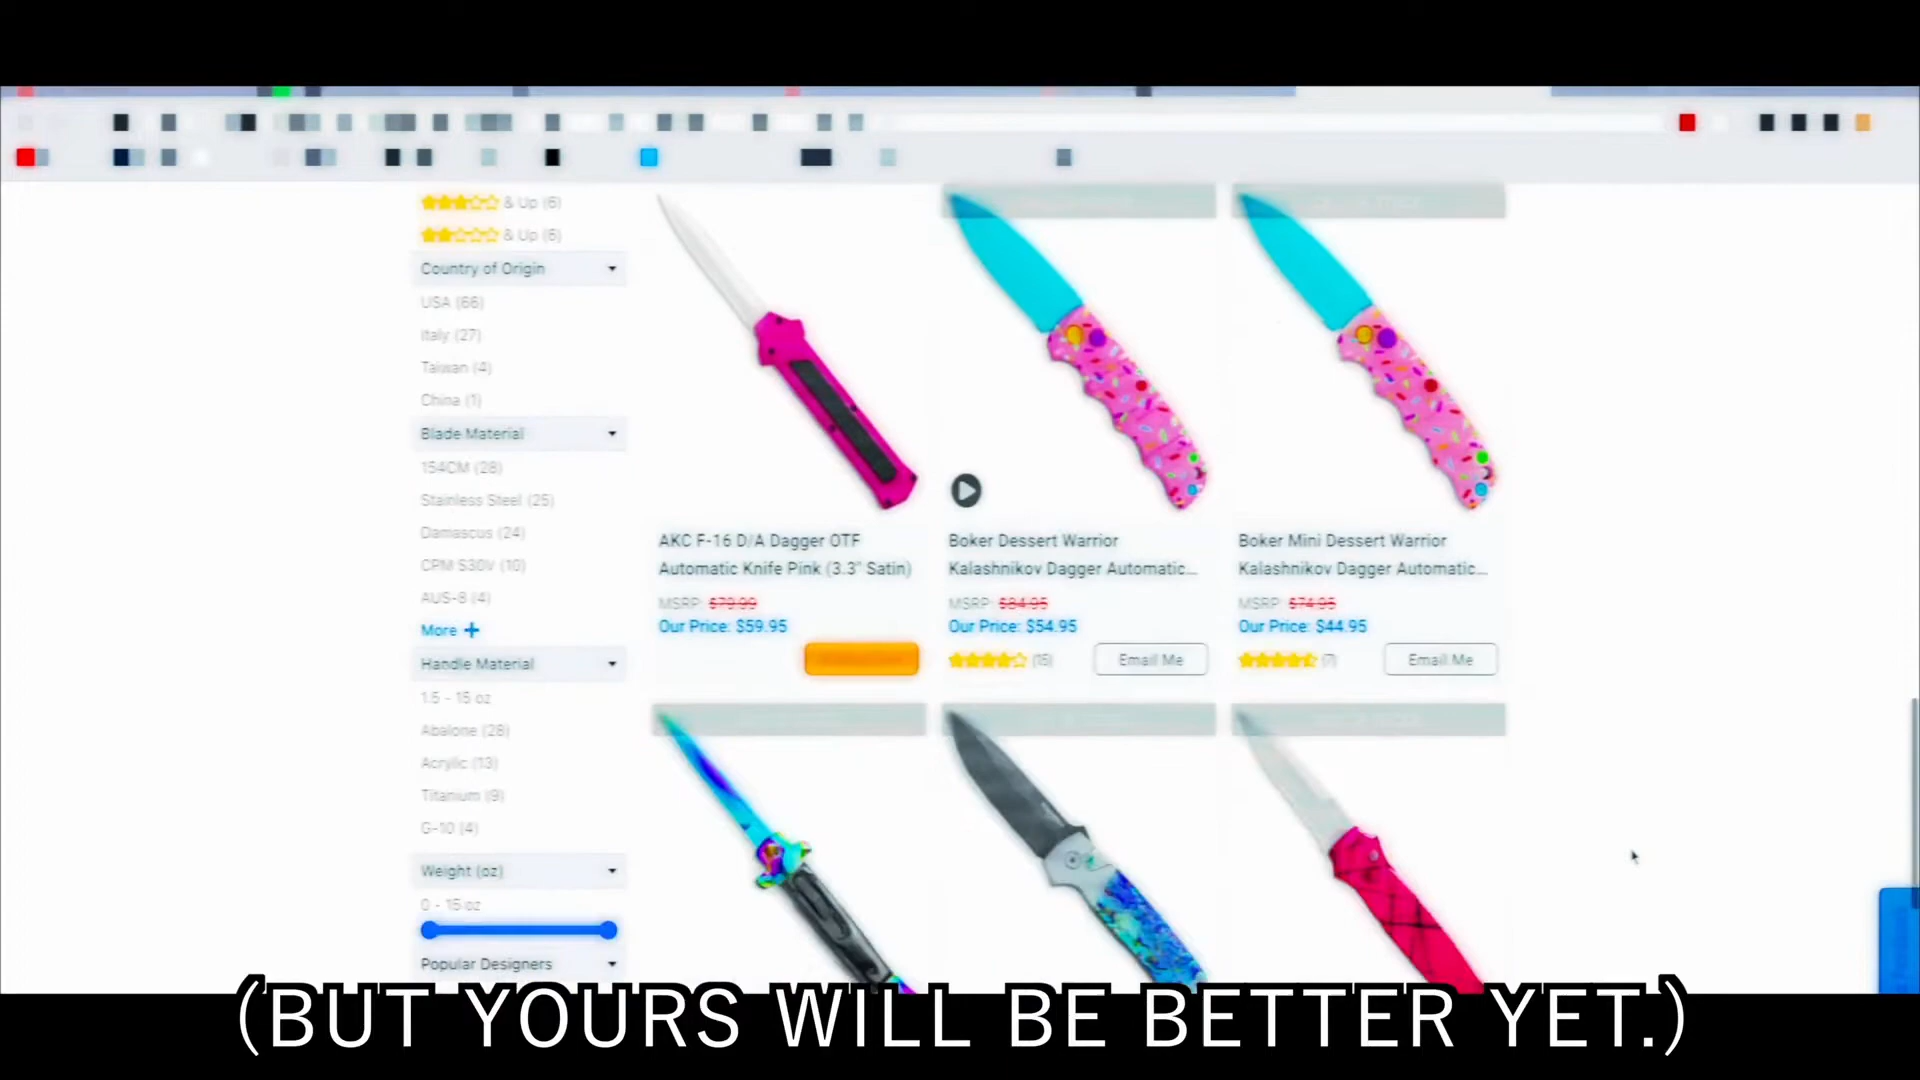 & Up (6)
& Up (6)
Country of Origin
USA (66)
Italy (27)
Taiwan (4)
China (1)
Blade Material
154CM (28)
Stainless Steel (25)
Damascus (24)
CPM S30V (10)
AUS-8 (4)
More +
Handle Material
1.5 - 15 oz
Abalone (28)
Acrylic (13)
Titanium (9)
G-10 (4)
Weight (oz)
0 - 15 oz
Popular Designers
AKC F-16 D/A Dagger OTF
Automatic Knife Pink (3.3" Satin)
MSRP: $79.99
Our Price: $59.95
Boker Dessert Warrior
Kalashnikov Dagger Automatic...
MSRP: $84.95
Our Price: $54.95
(15)
Email Me
Boker Mini Dessert Warrior
Kalashnikov Dagger Automatic...
MSRP: $74.95
Our Price: $44.95
(7)
Email Me
(BUT YOURS WILL BE BETTER YET.)